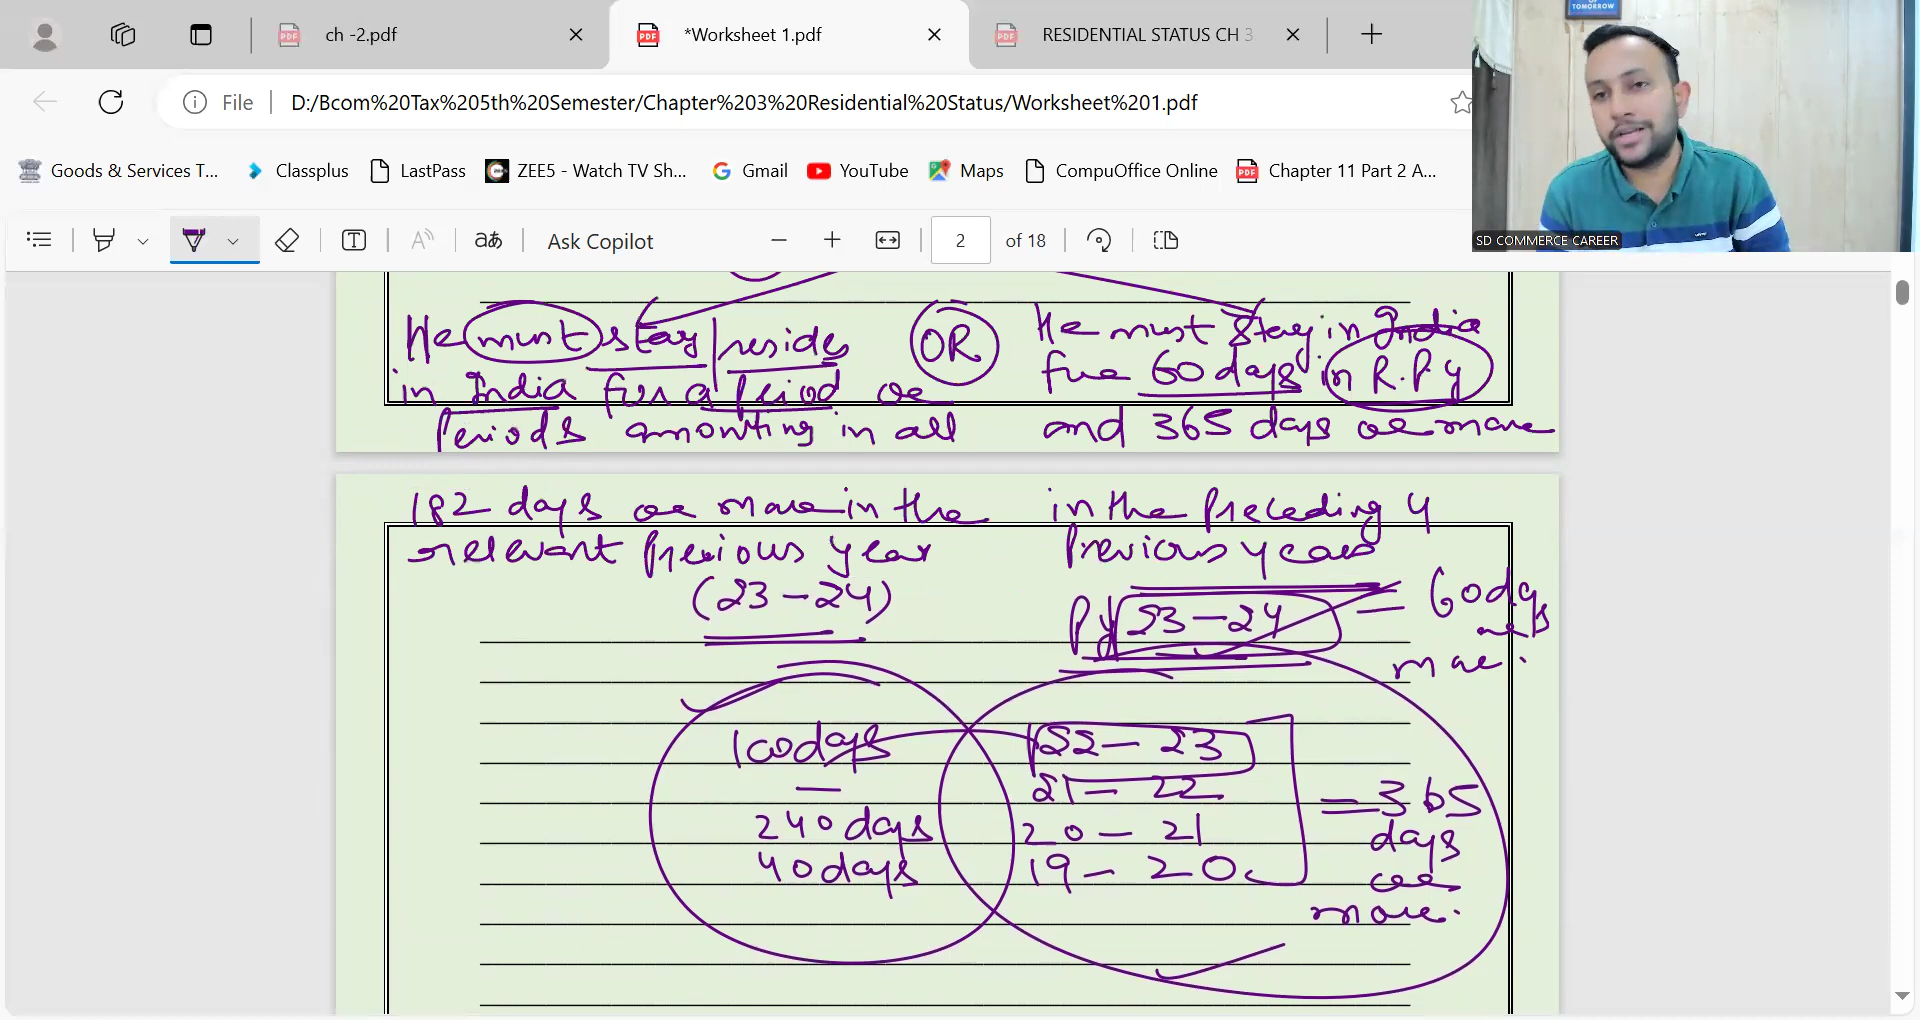 ch -2.pdf
*Worksheet 1.pdf
RESIDENTIAL STATUS CH 3
File
D:/Bcom%20Tax%205th%20Semester/Chapter%203%20Residential%20Status/Worksheet%201.pdf
Goods & Services T...
Classplus
LastPass
ZEE5 - Watch TV Sh...
Gmail
YouTube
Maps
CompuOffice Online
Chapter 11 Part 2 A...
TOMORROW
SD COMMERCE CAREER
Ask Copilot
2
of 18
He must stay / reside
in India for a Period or
Periods amounting in all
OR
He must stay in India
for 60 days in R.P.y
and 365 days or more
182 days or more in the
relevant Previous year
(23-24)
in the Preceding 4
Previous years
Py 23-24 = 60 days
or
more.
100 days
—
240 days
40 days
22-23
21-22
20-21
19-20
= 365
days
or
more.